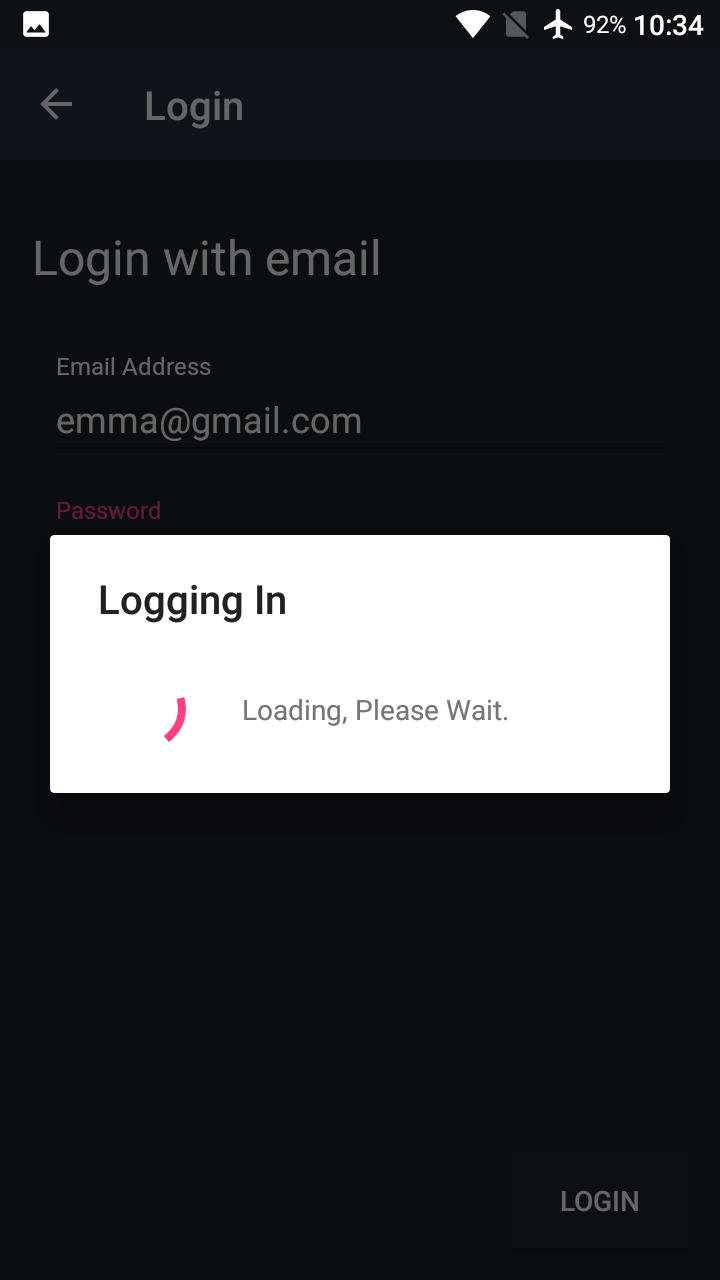 92% 10:34
Login
Login with email
Email Address
emma@gmail.com
Password
Logging In
Loading, Please Wait.
LOGIN